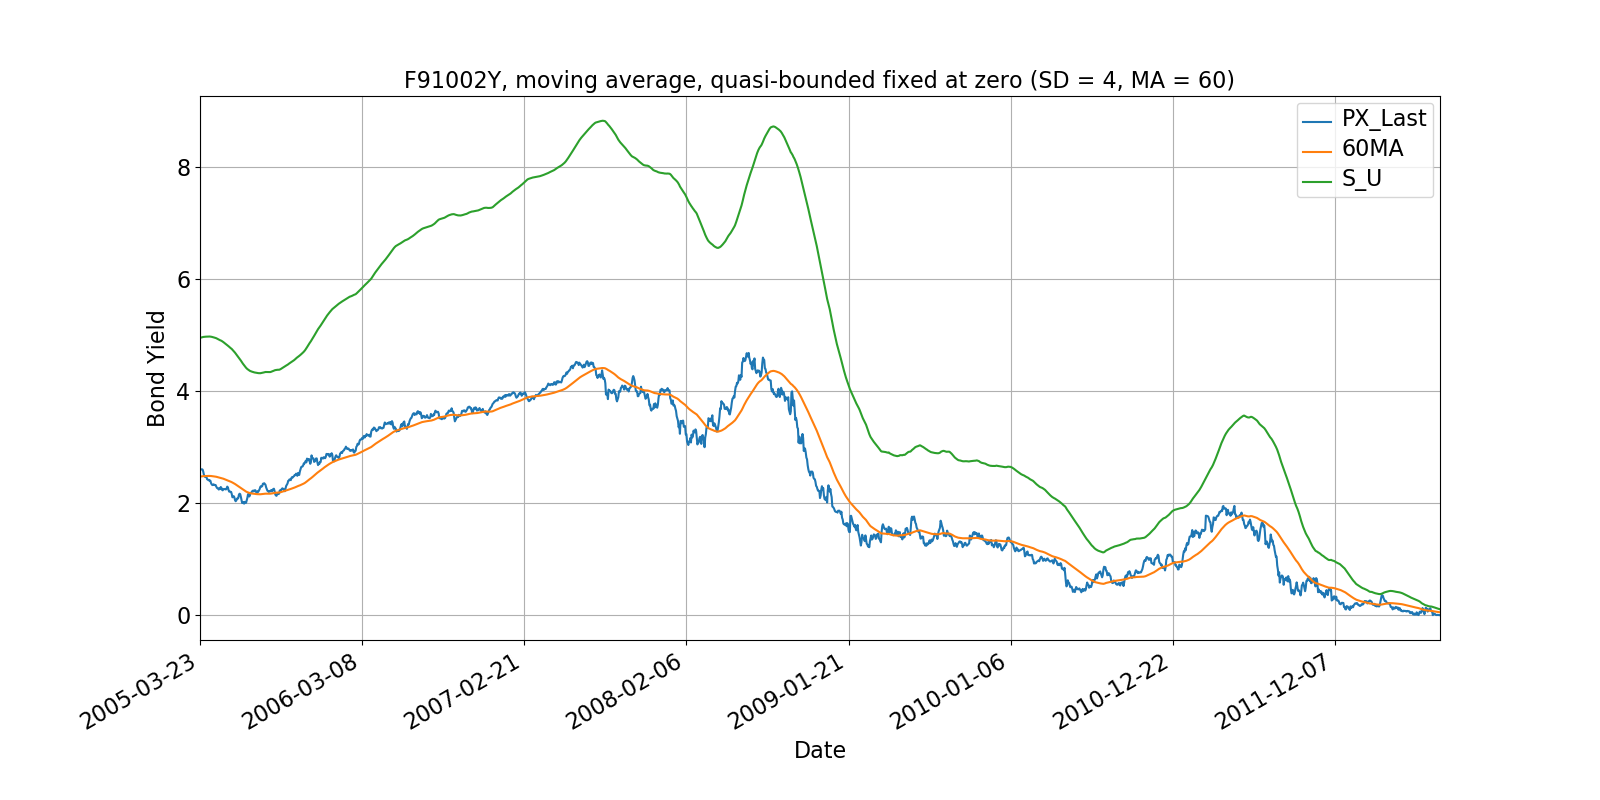 F91002Y, moving average, quasi-bounded fixed at zero (SD = 4, MA = 60)
PX_Last
60MA
S_U
8
6
4
2
0
Bond Yield
2005-03-23
2006-03-08
2007-02-21
2008-02-06
2009-01-21
2010-01-06
2010-12-22
2011-12-07
Date